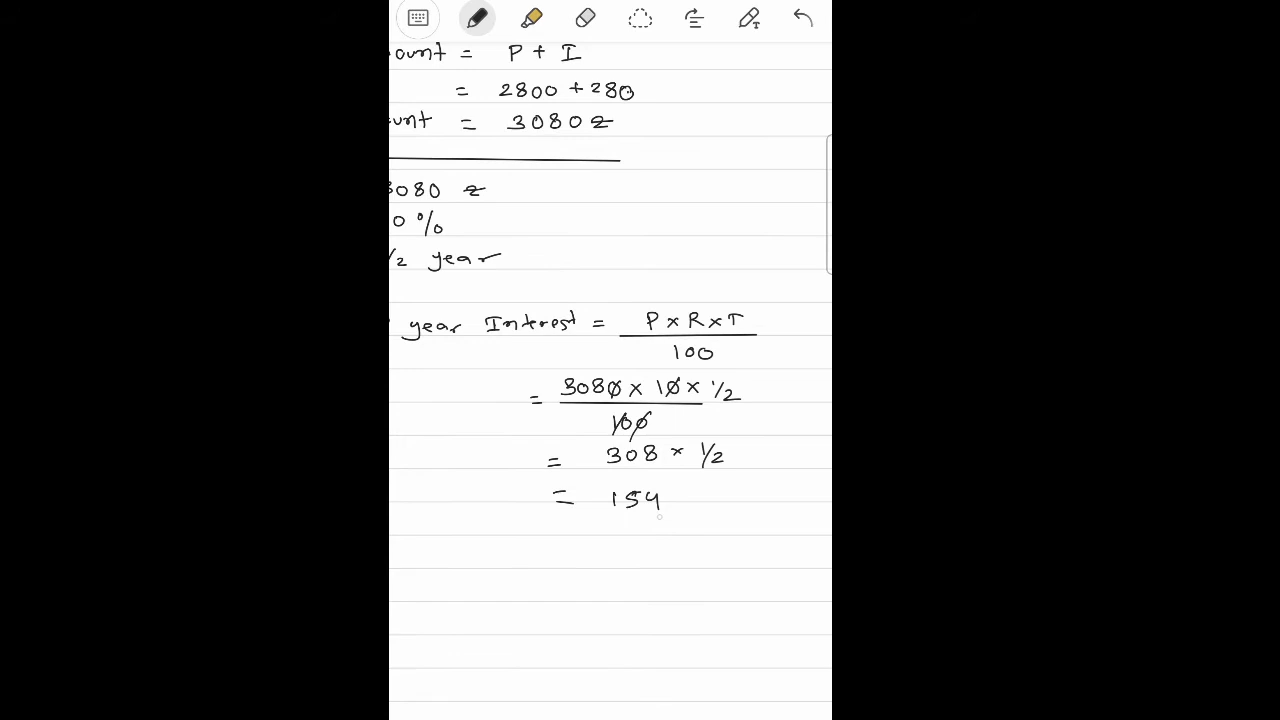 ount = P + I
= 2800 + 280
unt = 3080 ₹
3080 ₹
0 %
1/2 year
year Interest = P x R x T
100
= 3080 x 10 x 1/2
100
= 308 x 1/2
= 154